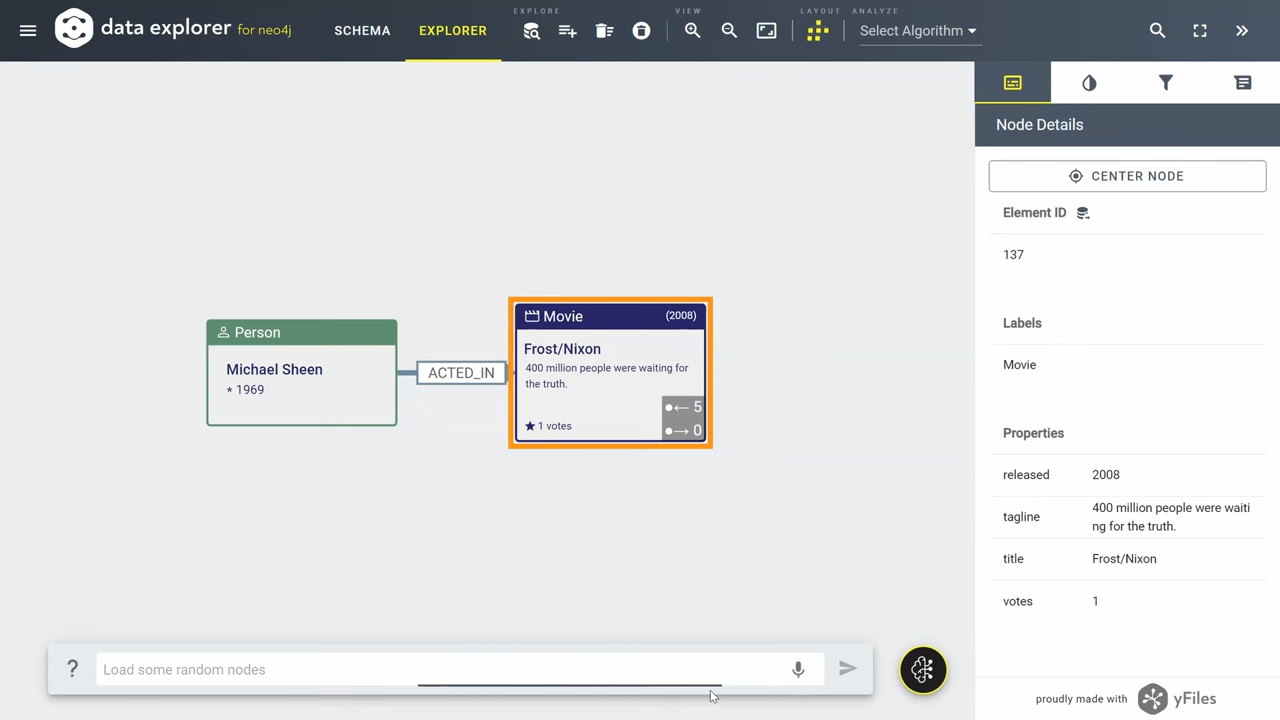 EXPLORE
VIEW
LAYOUT
ANALYZE
data explorer for neo4j
SCHEMA
EXPLORER
Select Algorithm
Node Details
CENTER NODE
Element ID
137
Labels
Movie
Properties
released 2008
tagline 400 million people were waiti
ng for the truth.
title Frost/Nixon
votes 1
Person
Michael Sheen
* 1969
ACTED_IN
Movie (2008)
Frost/Nixon
400 million people were waiting for
the truth.
★ 1 votes
●← 5
●→ 0
? Load some random nodes
proudly made with yFiles